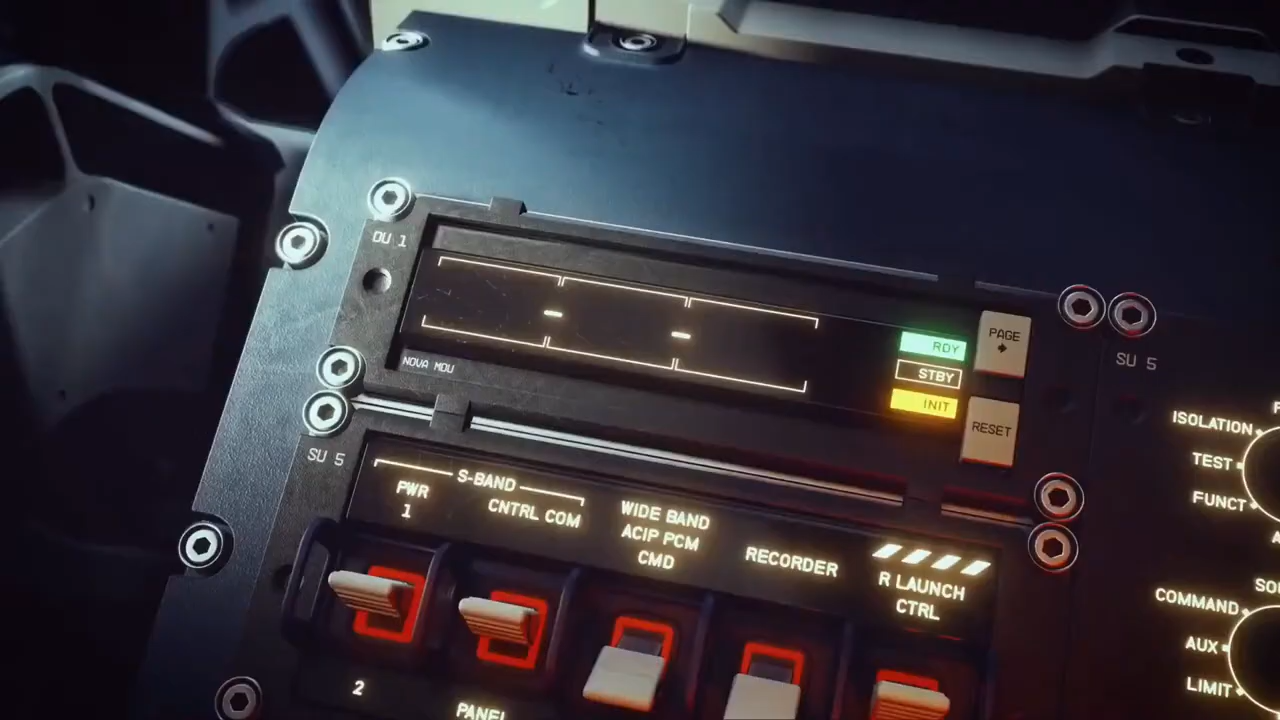 DU 1
NOVA MDU
RDY
STBY
INIT
PAGE
RESET
SU 5
SU 5
S-BAND
PWR
1
CNTRL COM
WIDE BAND
ACIP PCM
CMD
RECORDER
R LAUNCH
CTRL
2
PANEL
ISOLATION
TEST
FUNCT
COMMAND
AUX
LIMIT